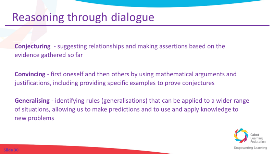 Reasoning through dialogue
Conjecturing - suggesting relationships and making assertions based on the
evidence gathered so far
Convincing - first oneself and then others by using mathematical arguments and
justifications, including providing specific examples to prove conjectures
Generalising - identifying rules (generalisations) that can be applied to a wider range
of situations, allowing us to make predictions and to use and apply knowledge to
new problems